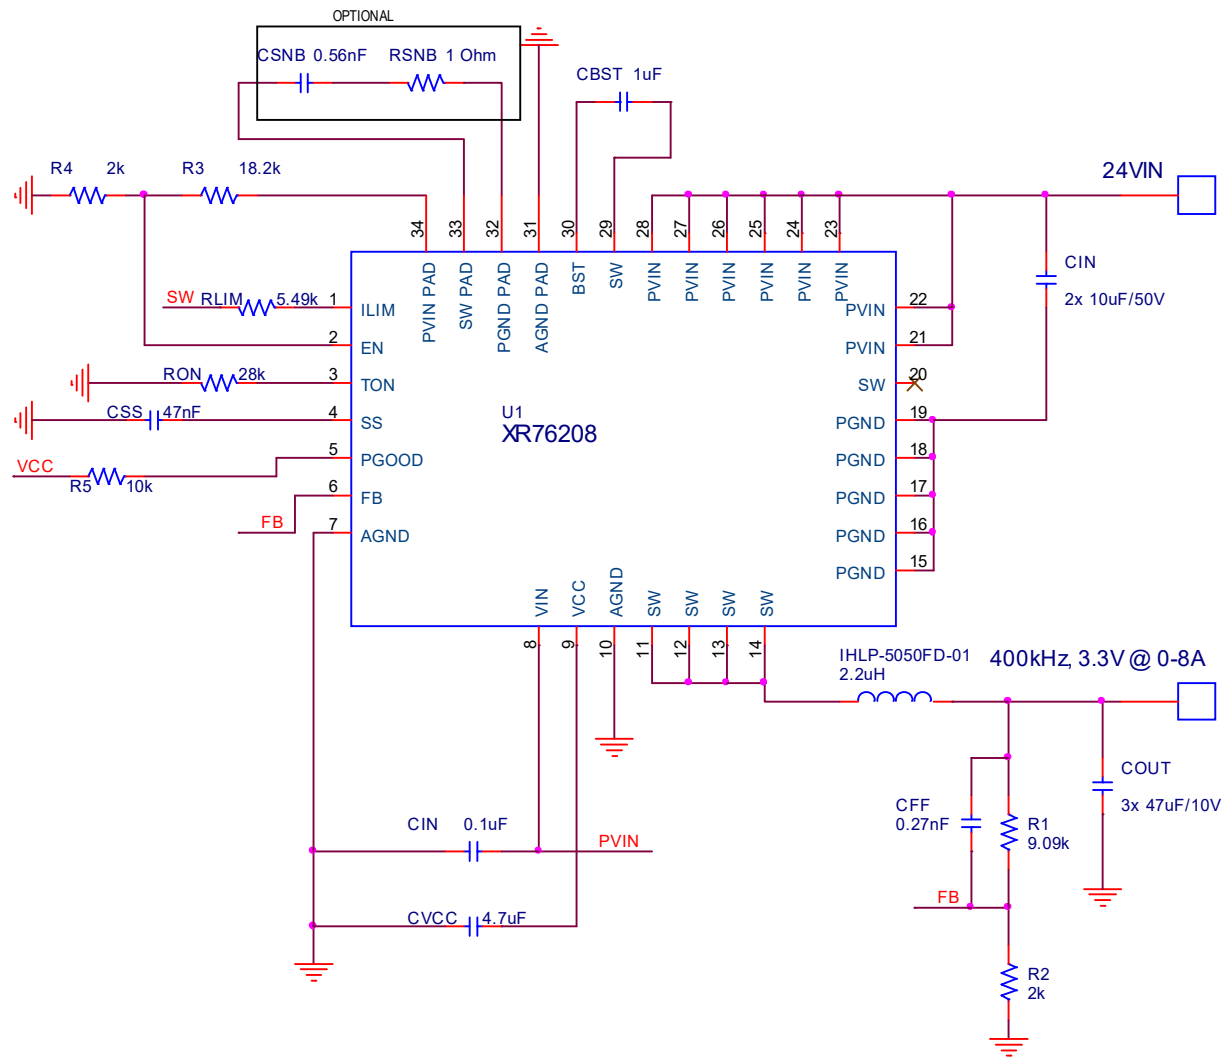 OPTIONAL
CSNB 0.56nF RSNB 1 Ohm
CBST 1uF
R4 2k R3 18.2k
24VIN
34 33 32 31 30 29 28 27 26 25 24 23
PVIN PAD SW PAD PGND PAD AGND PAD BST SW PVIN PVIN PVIN PVIN PVIN PVIN
CIN
2x 10uF/50V
SW RLIM 5.49k 1 ILIM
22 PVIN
2 EN
21 PVIN
RON 28k 3 TON
20 SW
CSS 47nF 4 SS
19 PGND
U1
XR76208
VCC R5 10k 5 PGOOD
18 PGND
FB 6 FB
17 PGND
7 AGND
16 PGND
15 PGND
VIN VCC AGND SW SW SW SW
8 9 10 11 12 13 14
IHLP-5050FD-01
2.2uH
400kHz, 3.3V @ 0-8A
COUT
3x 47uF/10V
CFF
0.27nF
R1
9.09k
CIN 0.1uF PVIN
FB
CVCC 4.7uF
R2
2k